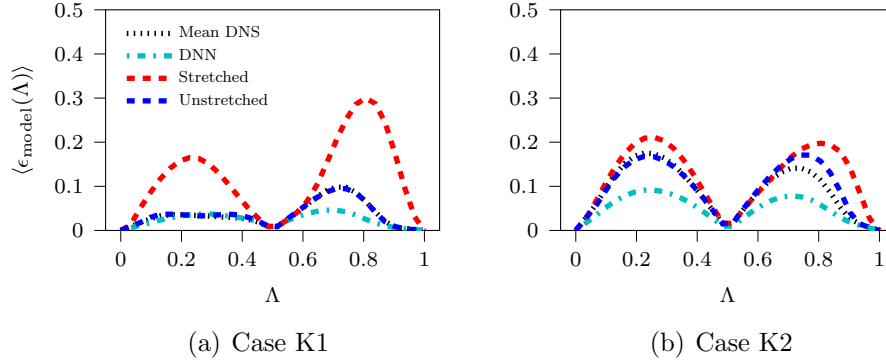 0.5
0.4
0.3
0.2
0.1
0
⟨ϵmodel(Λ)⟩
Mean DNS
DNN
Stretched
Unstretched
0 0.2 0.4 0.6 0.8 1
Λ
(a) Case K1
0.5
0.4
0.3
0.2
0.1
0
0 0.2 0.4 0.6 0.8 1
Λ
(b) Case K2